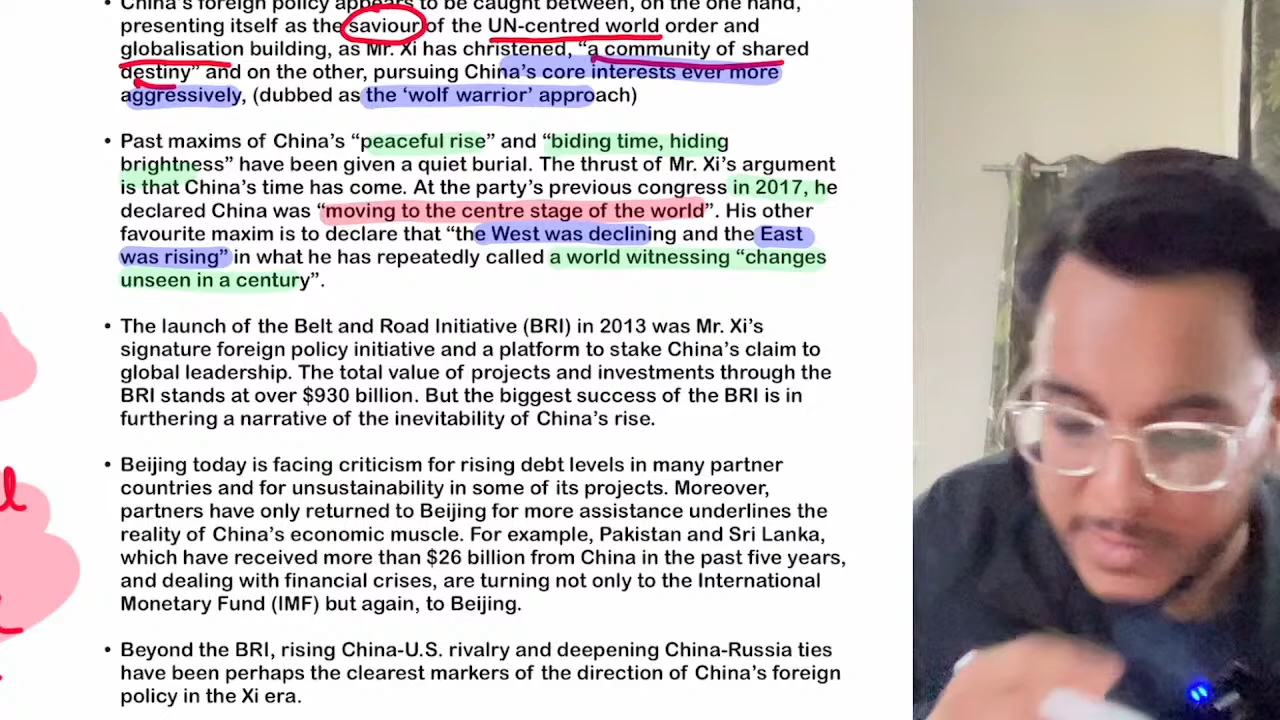 China's foreign policy appears to be caught between, on the one hand,
presenting itself as the saviour of the UN-centred world order and
globalisation building, as Mr. Xi has christened, “a community of shared
destiny” and on the other, pursuing China's core interests ever more
aggressively, (dubbed as the ‘wolf warrior’ approach)
• Past maxims of China's “peaceful rise” and “biding time, hiding
brightness” have been given a quiet burial. The thrust of Mr. Xi's argument
is that China's time has come. At the party's previous congress in 2017, he
declared China was “moving to the centre stage of the world”. His other
favourite maxim is to declare that “the West was declining and the East
was rising” in what he has repeatedly called a world witnessing “changes
unseen in a century”.
• The launch of the Belt and Road Initiative (BRI) in 2013 was Mr. Xi's
signature foreign policy initiative and a platform to stake China's claim to
global leadership. The total value of projects and investments through the
BRI stands at over $930 billion. But the biggest success of the BRI is in
furthering a narrative of the inevitability of China's rise.
• Beijing today is facing criticism for rising debt levels in many partner
countries and for unsustainability in some of its projects. Moreover,
partners have only returned to Beijing for more assistance underlines the
reality of China's economic muscle. For example, Pakistan and Sri Lanka,
which have received more than $26 billion from China in the past five years,
and dealing with financial crises, are turning not only to the International
Monetary Fund (IMF) but again, to Beijing.
• Beyond the BRI, rising China-U.S. rivalry and deepening China-Russia ties
have been perhaps the clearest markers of the direction of China's foreign
policy in the Xi era.